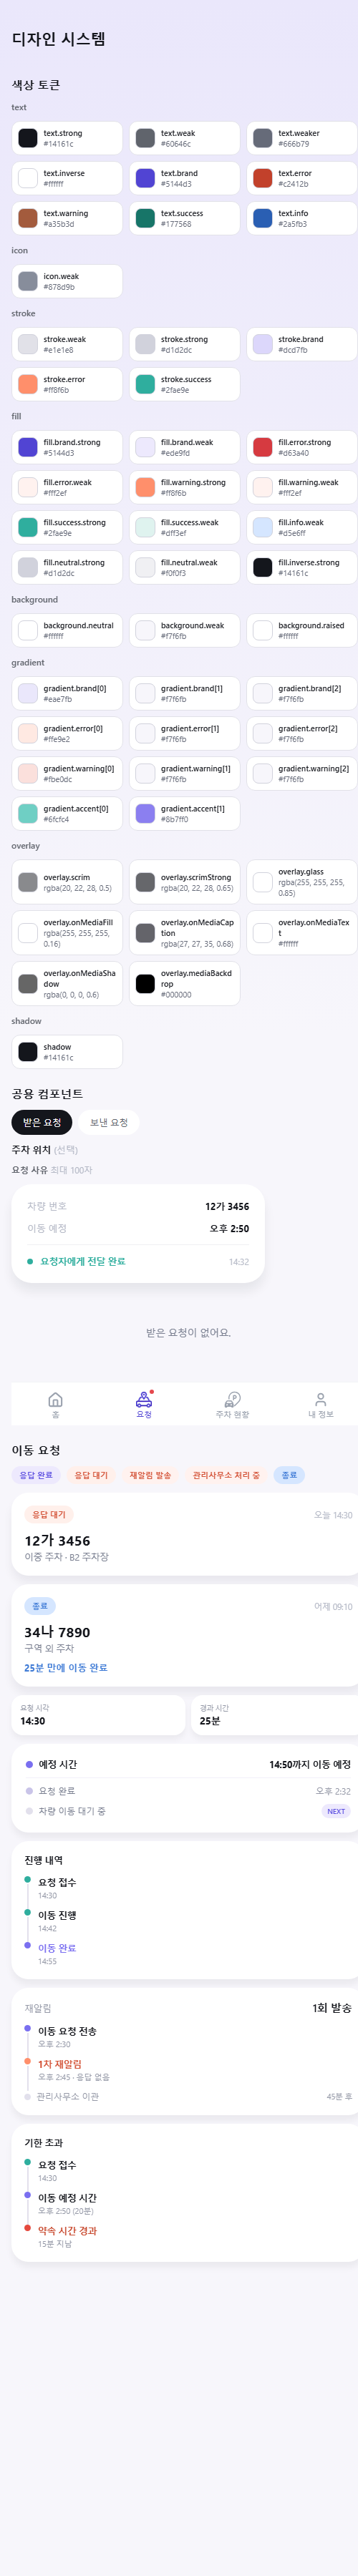 디자인 시스템
색상 토큰
text
text.strong
#14161c
text.weak
#60646c
text.weaker
#666b79
text.inverse
#ffffff
text.brand
#5144d3
text.error
#c2412b
text.warning
#a35b3d
text.success
#177568
text.info
#2a5fb3
icon
icon.weak
#878d9b
stroke
stroke.weak
#e1e1e8
stroke.strong
#d1d2dc
stroke.brand
#dcd7fb
stroke.error
#ff8f6b
stroke.success
#2fae9e
fill
fill.brand.strong
#5144d3
fill.brand.weak
#ede9fd
fill.error.strong
#d63a40
fill.error.weak
#fff2ef
fill.warning.strong
#ff8f6b
fill.warning.weak
#fff2ef
fill.success.strong
#2fae9e
fill.success.weak
#dff3ef
fill.info.weak
#d5e6ff
fill.neutral.strong
#d1d2dc
fill.neutral.weak
#f0f0f3
fill.inverse.strong
#14161c
background
background.neutral
#ffffff
background.weak
#f7f6fb
background.raised
#ffffff
gradient
gradient.brand[0]
#eae7fb
gradient.brand[1]
#f7f6fb
gradient.brand[2]
#f7f6fb
gradient.error[0]
#ffe9e2
gradient.error[1]
#f7f6fb
gradient.error[2]
#f7f6fb
gradient.warning[0]
#fbe0dc
gradient.warning[1]
#f7f6fb
gradient.warning[2]
#f7f6fb
gradient.accent[0]
#6fcfc4
gradient.accent[1]
#8b7ff0
overlay
overlay.scrim
rgba(20, 22, 28, 0.5)
overlay.scrimStrong
rgba(20, 22, 28, 0.65)
overlay.glass
rgba(255, 255, 255,
0.85)
overlay.onMediaFill
rgba(255, 255, 255,
0.16)
overlay.onMediaCap
tion
rgba(27, 27, 35, 0.68)
overlay.onMediaTex
t
#ffffff
overlay.onMediaSha
dow
rgba(0, 0, 0, 0.6)
overlay.mediaBackd
rop
#000000
shadow
shadow
#14161c
공용 컴포넌트
받은 요청
보낸 요청
주차 위치 (선택)
요청 사유 최대 100자
차량 번호 12가 3456
이동 예정 오후 2:50
요청자에게 전달 완료 14:32
받은 요청이 없어요.
홈
요청
P
주차 현황
내 정보
이동 요청
응답 완료
응답 대기
재알림 발송
관리사무소 처리 중
종료
응답 대기 오늘 14:30
12가 3456
이중 주차 · B2 주차장
종료 어제 09:10
34나 7890
구역 외 주차
25분 만에 이동 완료
요청 시각
14:30
경과 시간
25분
예정 시간 14:50까지 이동 예정
요청 완료 오후 2:32
차량 이동 대기 중 NEXT
진행 내역
요청 접수
14:30
이동 진행
14:42
이동 완료
14:55
재알림 1회 발송
이동 요청 전송
오후 2:30
1차 재알림
오후 2:45 · 응답 없음
관리사무소 이관 45분 후
기한 초과
요청 접수
14:30
이동 예정 시간
오후 2:50 (20분)
약속 시간 경과
15분 지남